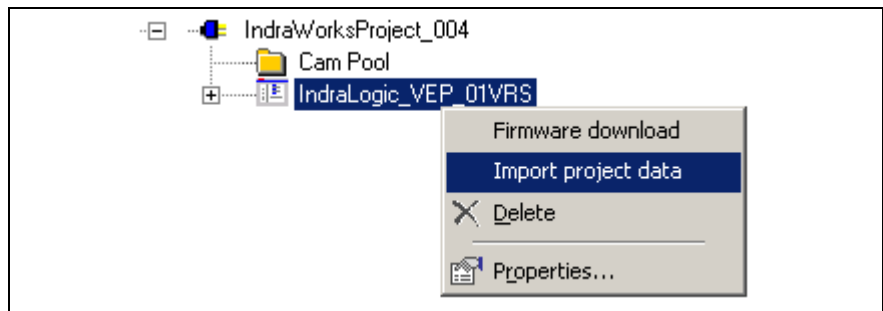 IndraWorksProject_004
Cam Pool
IndraLogic_VEP_01VRS
Firmware download
Import project data
Delete
Properties...